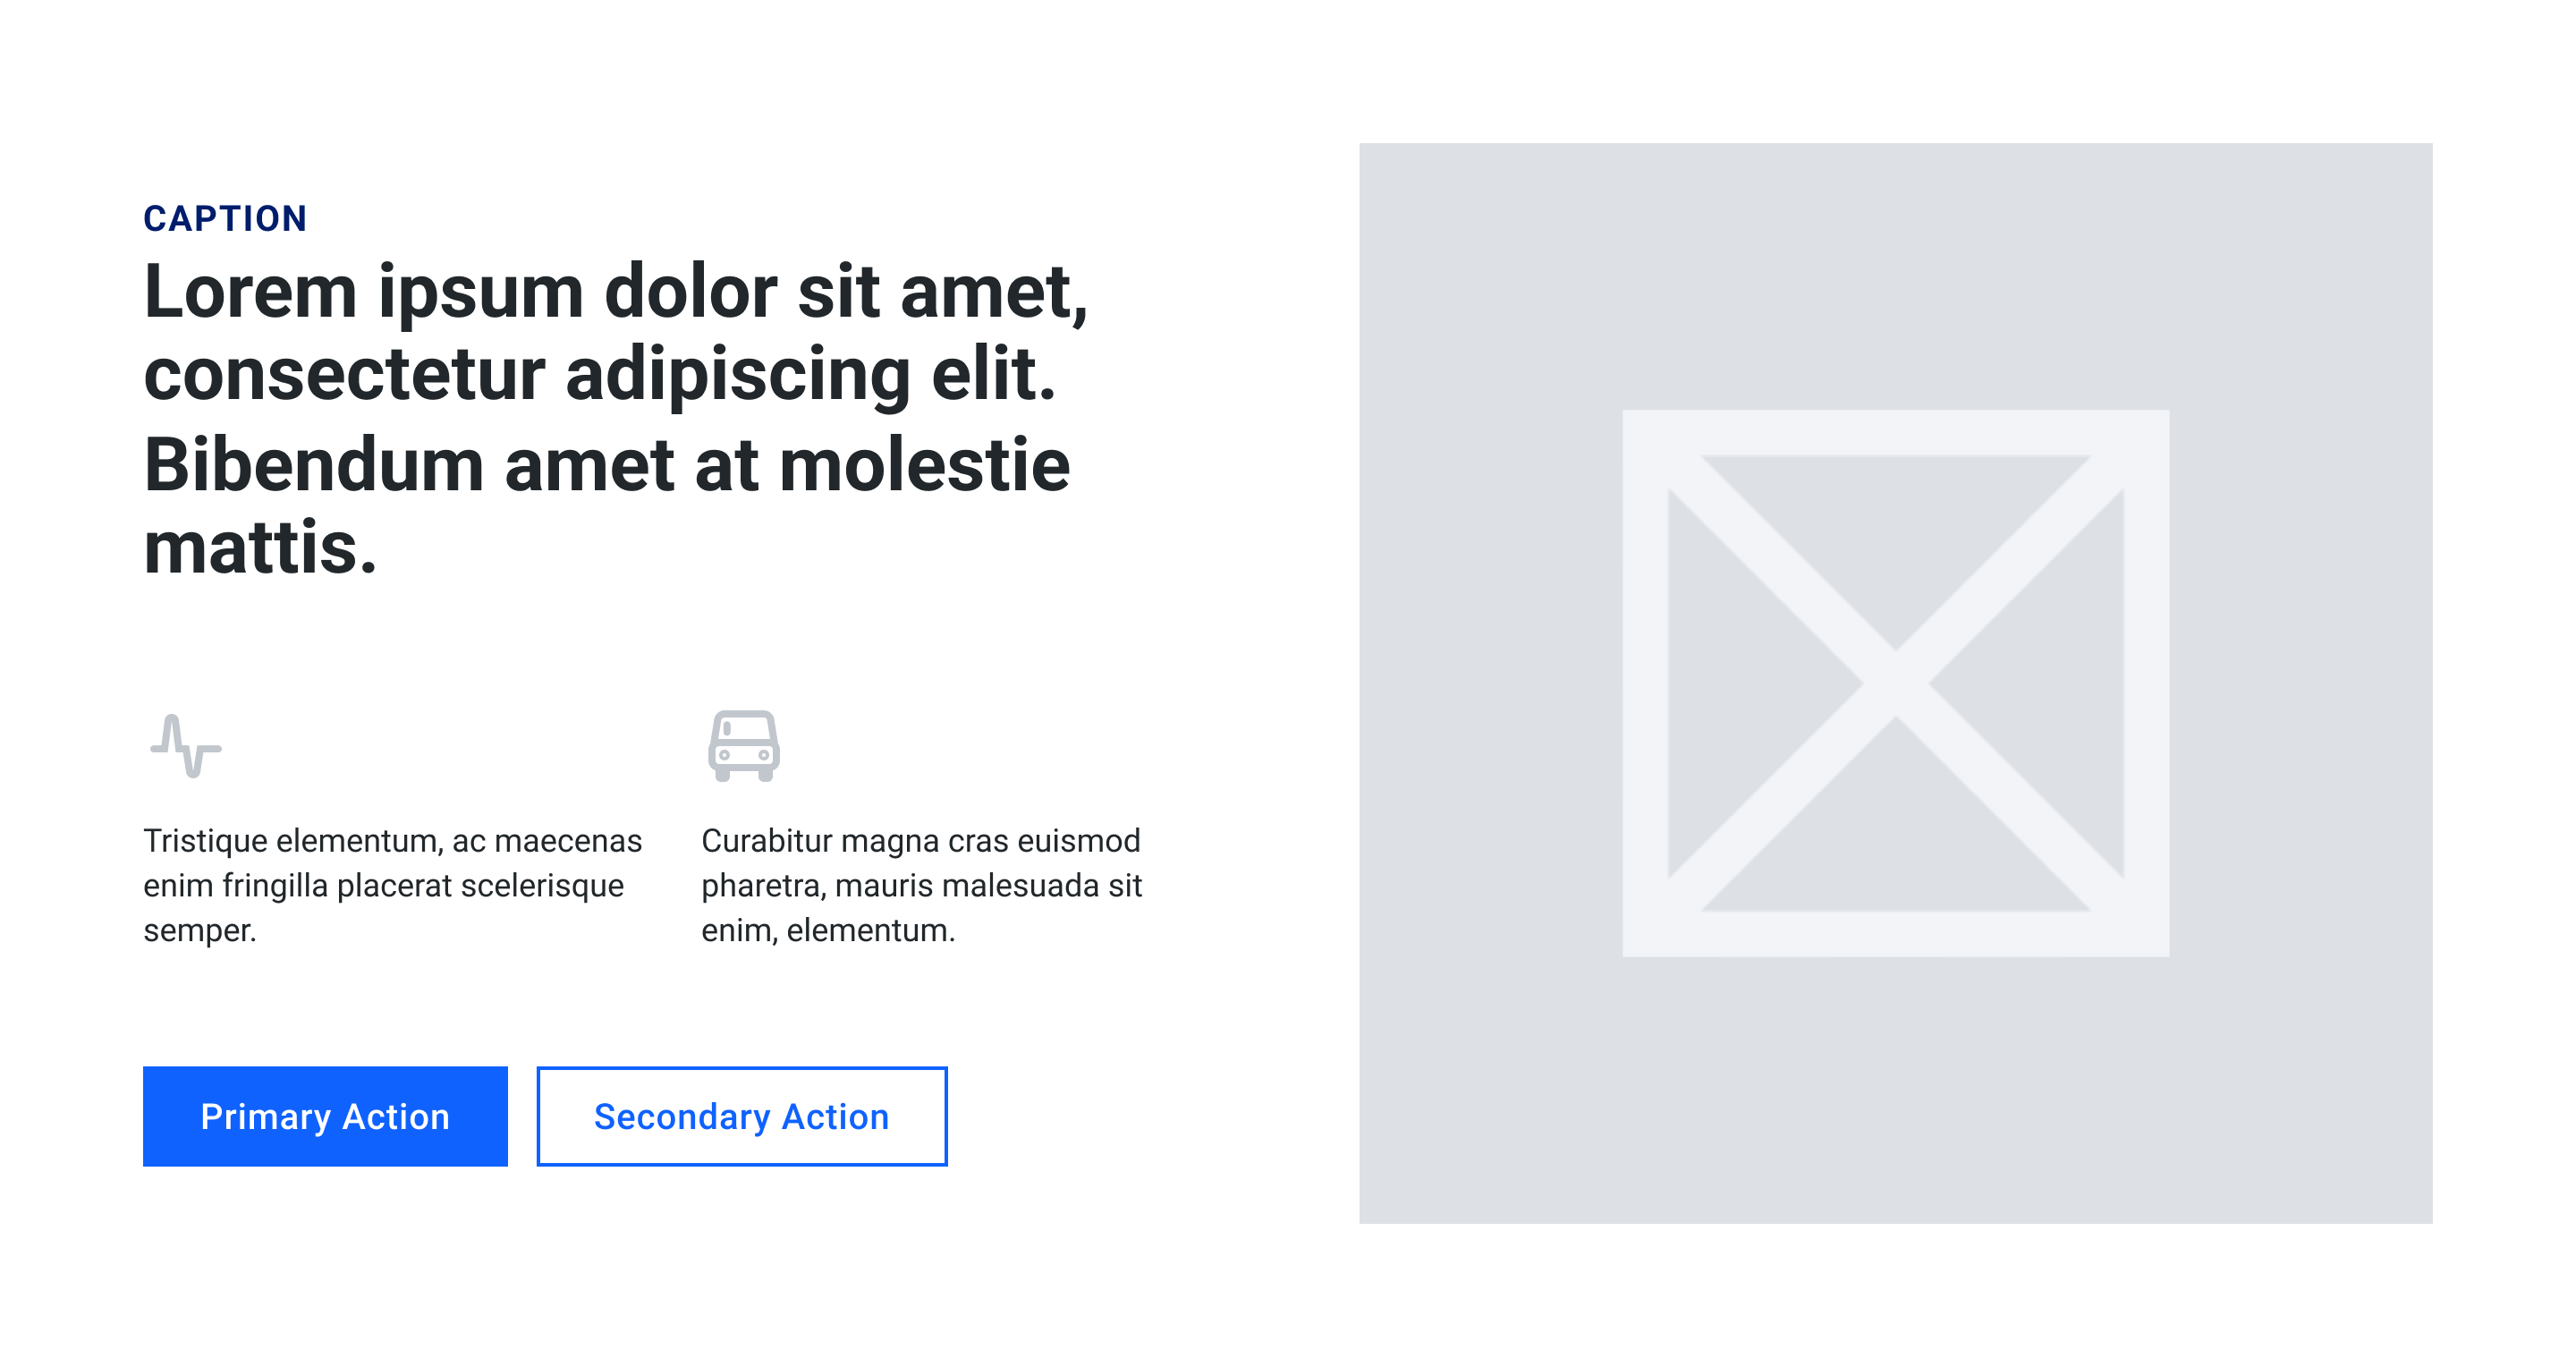 CAPTION
Lorem ipsum dolor sit amet,
consectetur adipiscing elit.
Bibendum amet at molestie
mattis.
Tristique elementum, ac maecenas
enim fringilla placerat scelerisque
semper.
Curabitur magna cras euismod
pharetra, mauris malesuada sit
enim, elementum.
Primary Action
Secondary Action